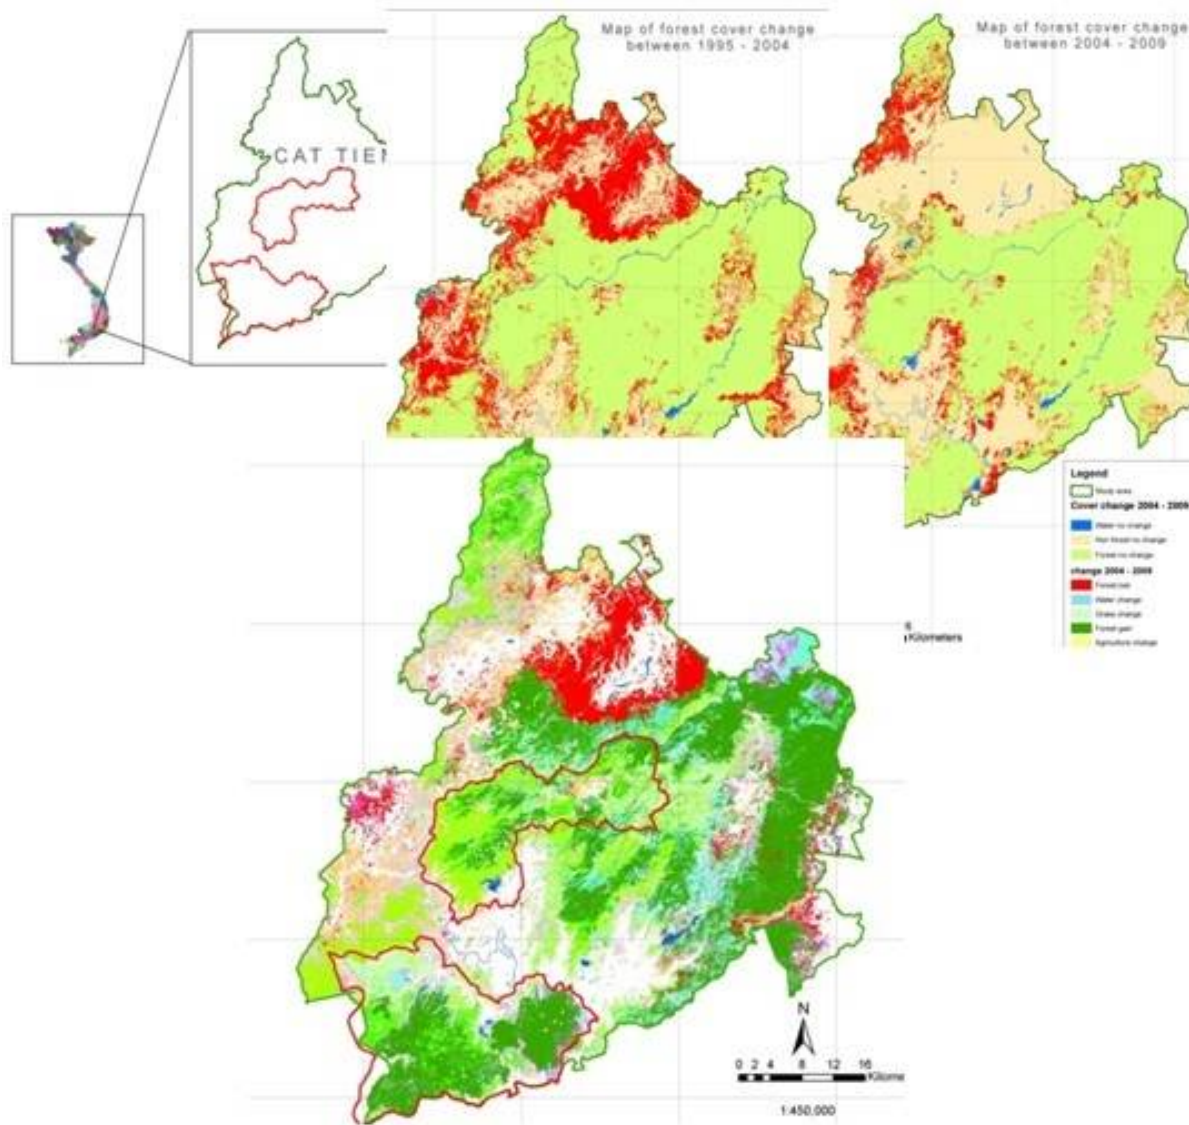 Map of forest cover change
between 1995 - 2004
Map of forest cover change
between 2004 - 2009
CAT TIEN
Legend
Study area
Cover change 2004 - 2009
Water no change
Non forest no change
Forest no change
change 2004 - 2009
Forest loss
Water change
change
Forest gain
Agriculture change
Kilometers
N
0 2 4 8 12 16
Kilome
1:450,000